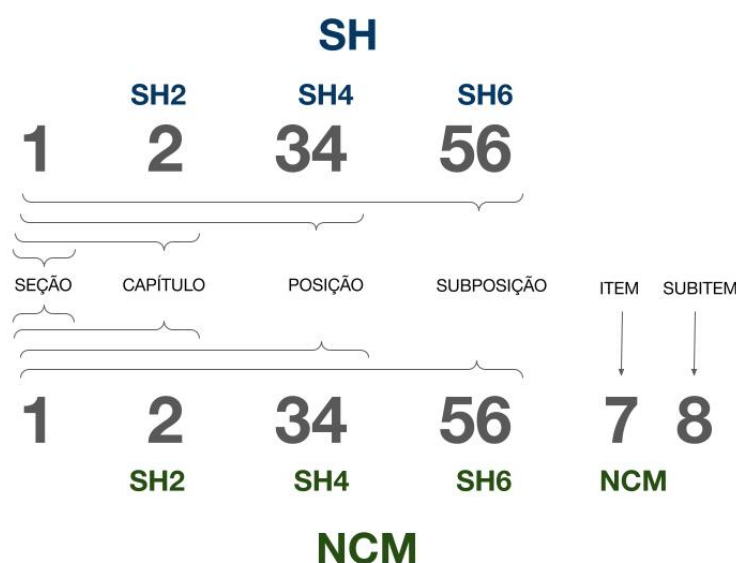 SH
SH2 SH4 SH6
1 2 34 56
SEÇÃO CAPÍTULO POSIÇÃO SUBPOSIÇÃO ITEM SUBITEM
1 2 34 56 7 8
SH2 SH4 SH6 NCM
NCM